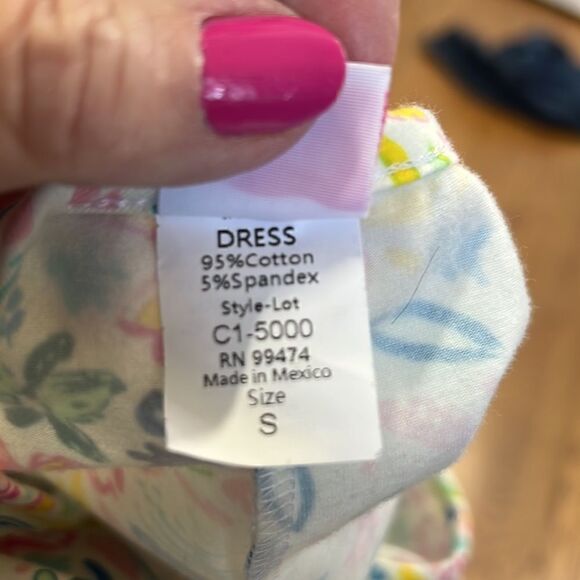 DRESS
95%Cotton
5%Spandex
Style-Lot
C1-5000
RN 99474
Made in Mexico
Size
S